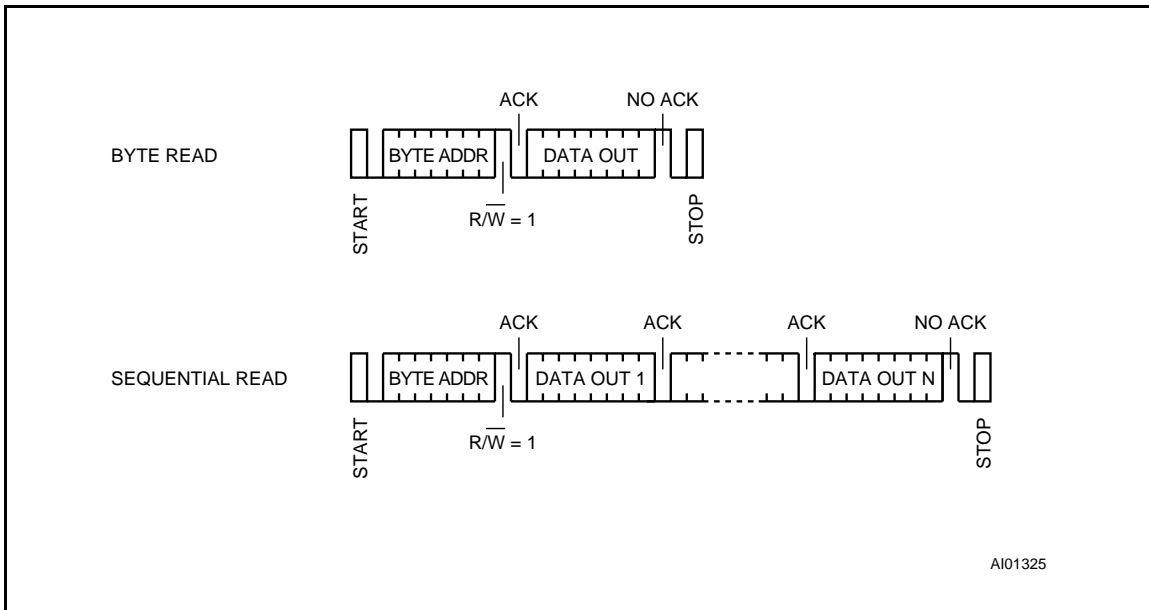 ACK NO ACK
BYTE READ
BYTE ADDR DATA OUT
R/W̅ = 1
START
STOP
ACK ACK ACK NO ACK
SEQUENTIAL READ
BYTE ADDR DATA OUT 1 DATA OUT N
R/W̅ = 1
START
STOP
AI01325